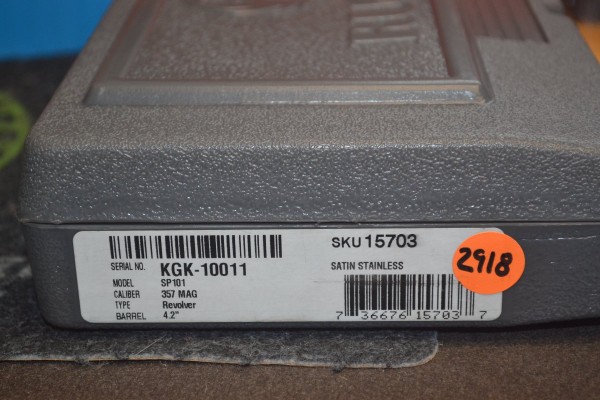 RU
SERIAL NO. KGK-10011
MODEL SP101
CALIBER 357 MAG
TYPE Revolver
BARREL 4.2"
SKU 15703
SATIN STAINLESS
7 36676 15703 7
2918